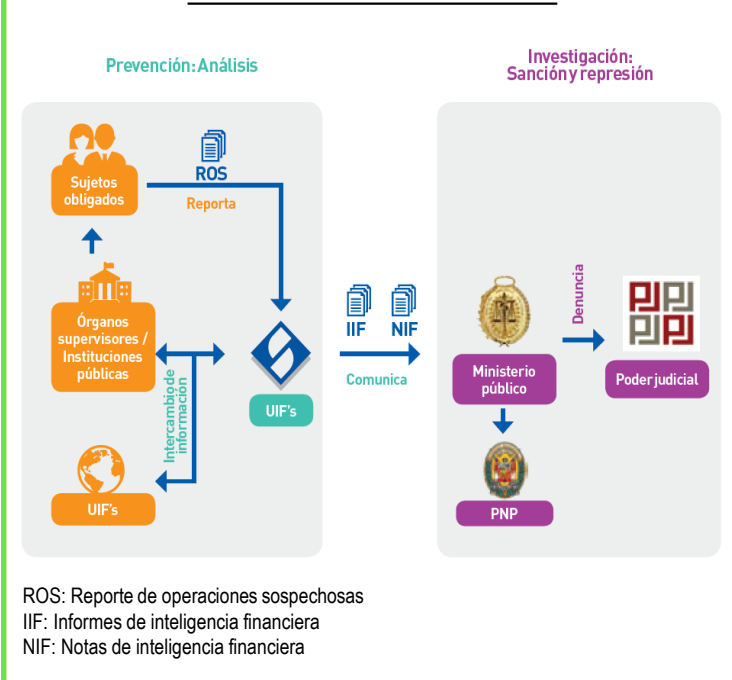 Prevención: Análisis
Investigación:
Sanción y represión
Sujetos
obligados
ROS
Reporta
Órganos
supervisores /
Instituciones
públicas
Intercambio de
información
UIF's
UIF's
IIF
NIF
Comunica
Ministerio
público
PNP
Denuncia
PJPJ
PJPJ
Poder judicial
ROS: Reporte de operaciones sospechosas
IIF: Informes de inteligencia financiera
NIF: Notas de inteligencia financiera